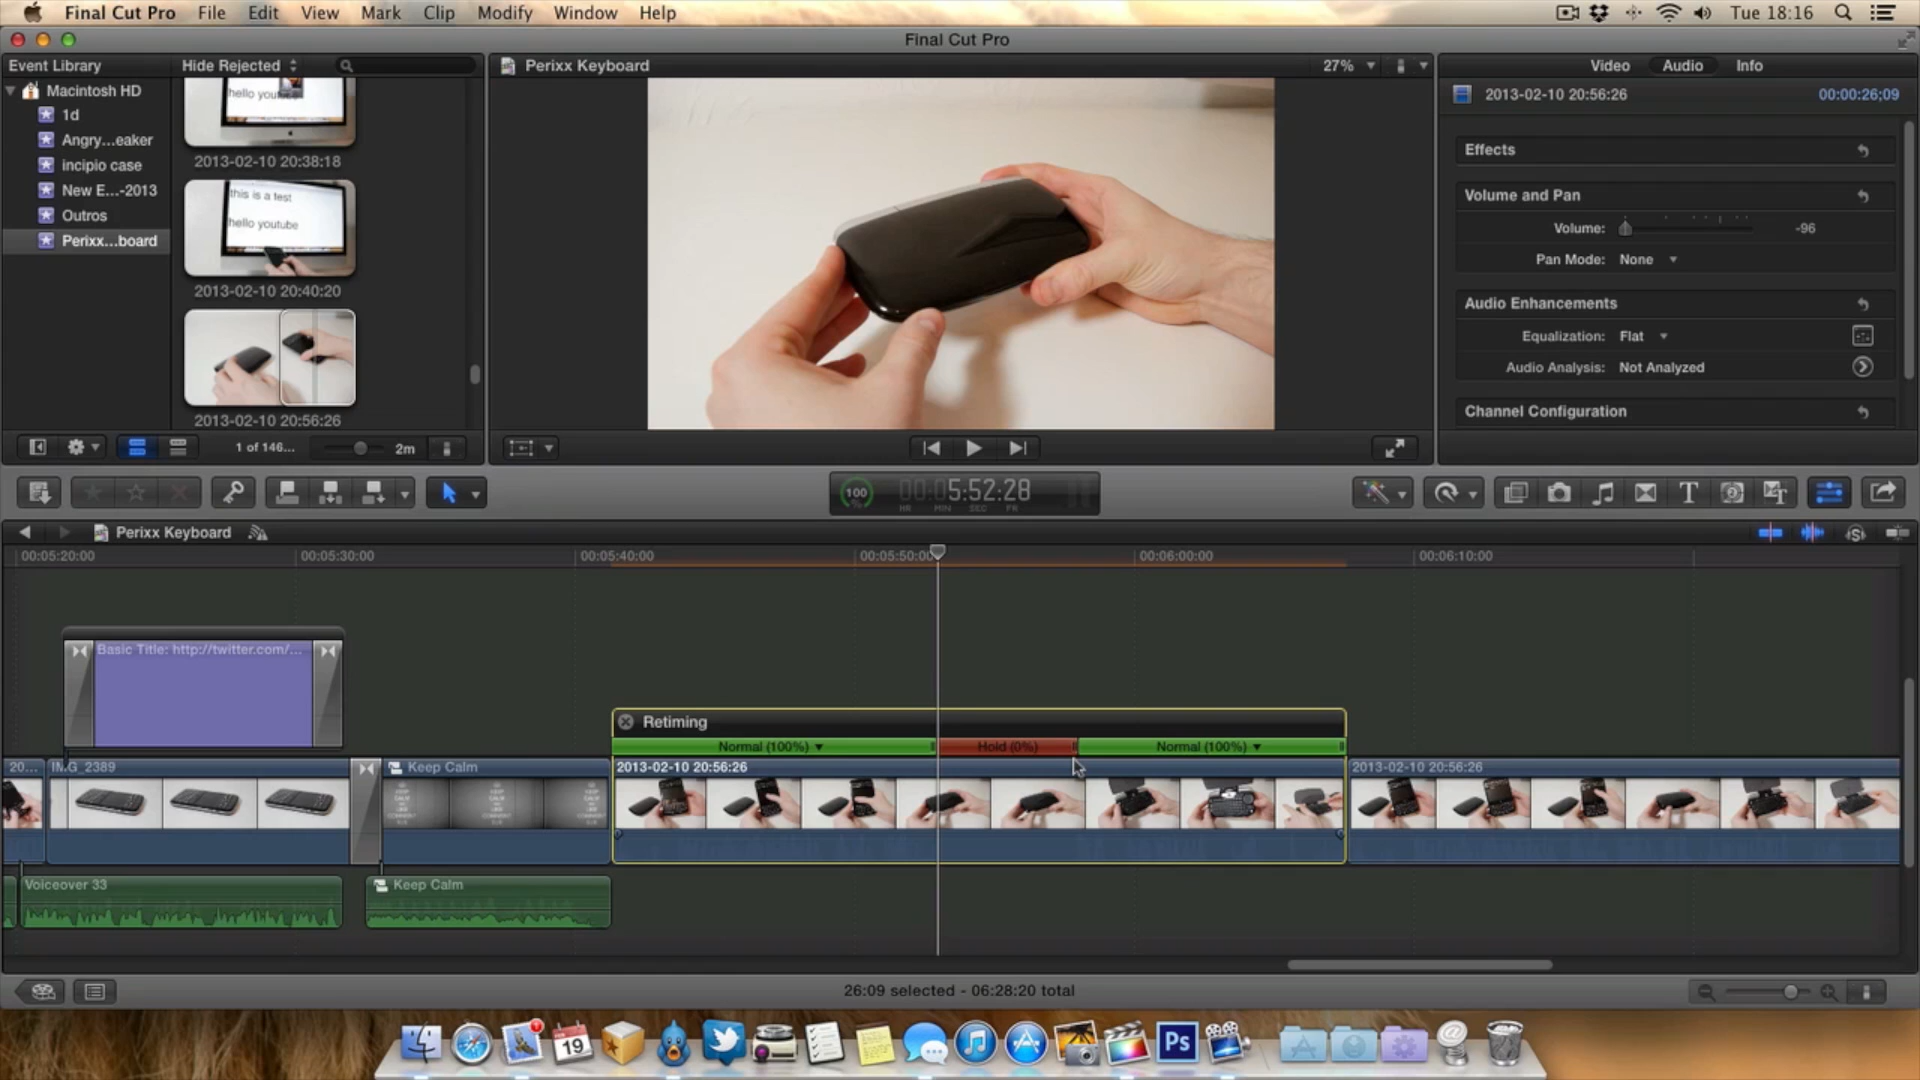 Final Cut Pro File Edit View Mark Clip Modify Window Help Tue 18:16
Final Cut Pro
Event Library
Hide Rejected
Perixx Keyboard
27%
Video Audio Info
Macintosh HD
1d
Angry...eaker
incipio case
New E...-2013
Outros
Perixx...board
hello
2013-02-10 20:38:18
this is a test
hello youtube
2013-02-10 20:40:20
2013-02-10 20:56:26
2013-02-10 20:56:26 00:00:26;09
Effects
Volume and Pan
Volume: -96
Pan Mode: None
Audio Enhancements
Equalization: Flat
Audio Analysis: Not Analyzed
Channel Configuration
1 of 146...
2m
100
00:05:52:28
HR MIN SEC FR
T
Perixx Keyboard
00:05:20:00 00:05:30:00 00:05:40:00 00:05:50:00 00:06:00:00 00:06:10:00
Basic Title: http://twitter.com/...
Retiming
Normal (100%) Hold (0%) Normal (100%)
20... IMG_2389 Keep Calm 2013-02-10 20:56:26 2013-02-10 20:56:26
Voiceover 33 Keep Calm
26:09 selected - 06:28:20 total
1
19
Ps